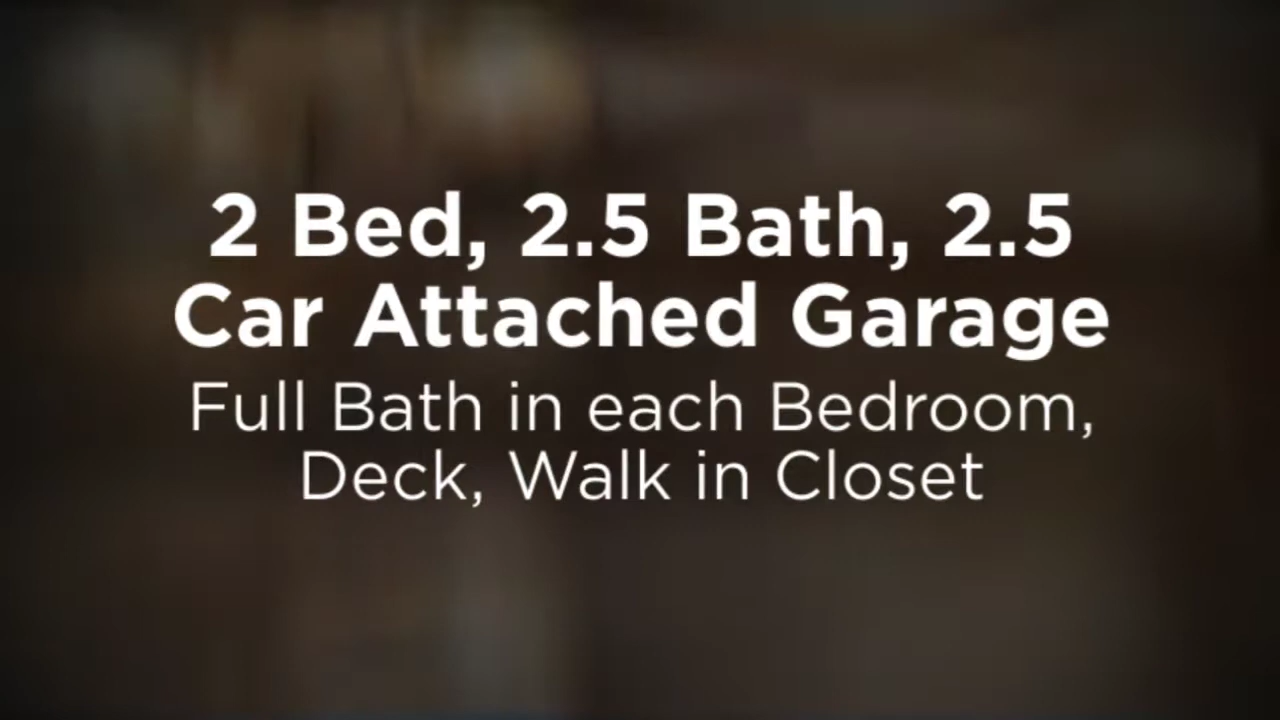 2 Bed, 2.5 Bath, 2.5
Car Attached Garage
Full Bath in each Bedroom,
Deck, Walk in Closet